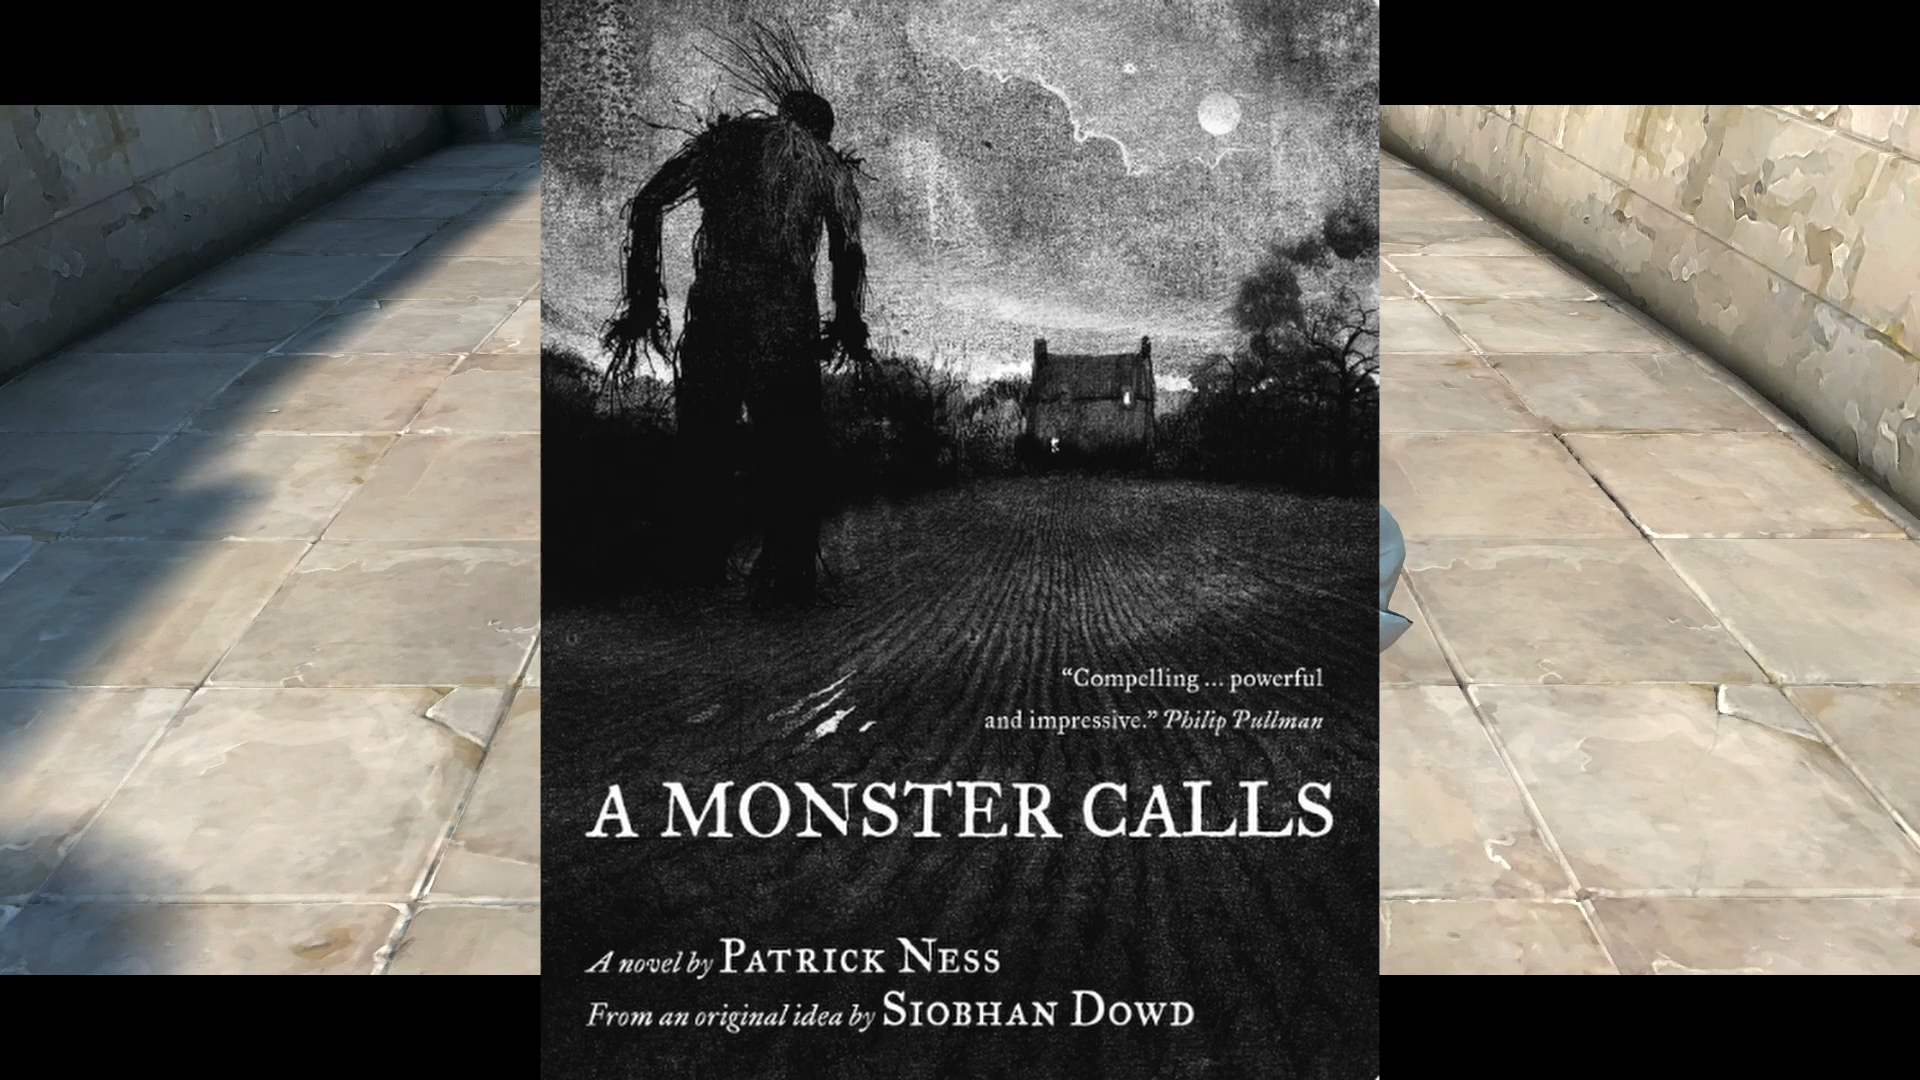 “Compelling ... powerful
and impressive.” Philip Pullman
A MONSTER CALLS
A novel by PATRICK NESS
From an original idea by SIOBHAN DOWD